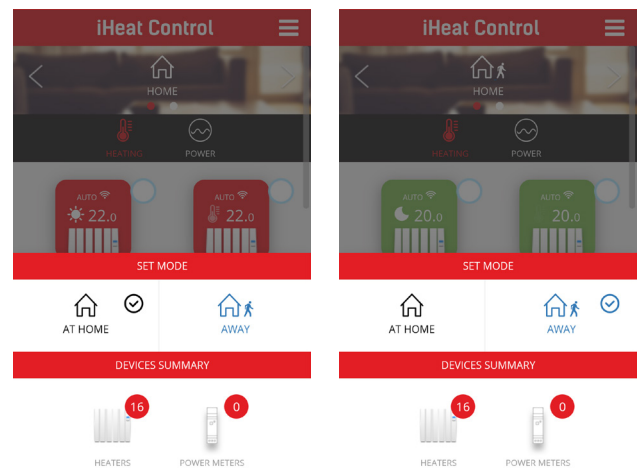 iHeat Control
HOME
HEATING POWER
AUTO AUTO
22.0 22.0
SET MODE
AT HOME AWAY
DEVICES SUMMARY
16 0
HEATERS POWER METERS
iHeat Control
HOME
HEATING POWER
AUTO AUTO
20.0 20.0
SET MODE
AT HOME AWAY
DEVICES SUMMARY
16 0
HEATERS POWER METERS